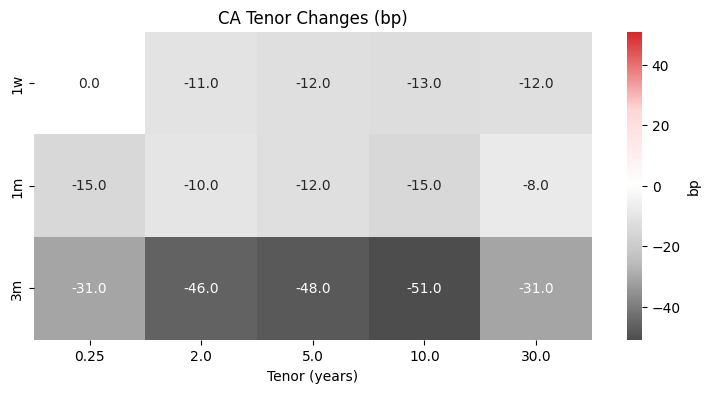 CA Tenor Changes (bp)
1w 0.0 -11.0 -12.0 -13.0 -12.0
1m -15.0 -10.0 -12.0 -15.0 -8.0
3m -31.0 -46.0 -48.0 -51.0 -31.0
0.25 2.0 5.0 10.0 30.0
Tenor (years)
40
20
0
−20
−40
bp